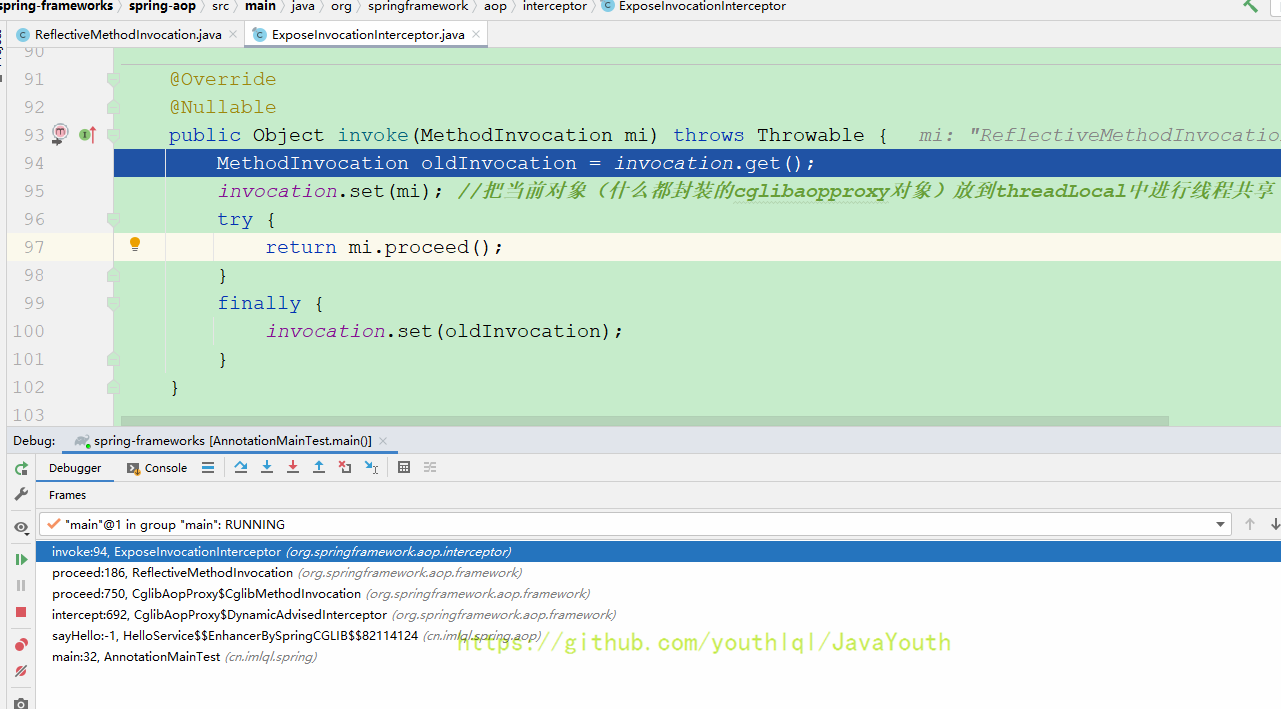 spring-frameworks › spring-aop › src › main › java › org › springframework › aop › interceptor › ExposeInvocationInterceptor
ReflectiveMethodInvocation.java × ExposeInvocationInterceptor.java ×
90
91 @Override
92 @Nullable
93 public Object invoke(MethodInvocation mi) throws Throwable { mi: "ReflectiveMethodInvocatio
94 MethodInvocation oldInvocation = invocation.get();
95 invocation.set(mi); //把当前对象（什么都封装的cglibaopproxy对象）放到threadLocal中进行线程共享
96 try {
97 return mi.proceed();
98 }
99 finally {
100 invocation.set(oldInvocation);
101 }
102 }
103
Debug: spring-frameworks [AnnotationMainTest.main()] ×
Debugger Console
Frames
"main"@1 in group "main": RUNNING
invoke:94, ExposeInvocationInterceptor (org.springframework.aop.interceptor)
proceed:186, ReflectiveMethodInvocation (org.springframework.aop.framework)
proceed:750, CglibAopProxy$CglibMethodInvocation (org.springframework.aop.framework)
intercept:692, CglibAopProxy$DynamicAdvisedInterceptor (org.springframework.aop.framework)
sayHello:-1, HelloService$$EnhancerBySpringCGLIB$$82114124 (cn.imlql.spring.aop)
https://github.com/youthlql/JavaYouth
main:32, AnnotationMainTest (cn.imlql.spring)